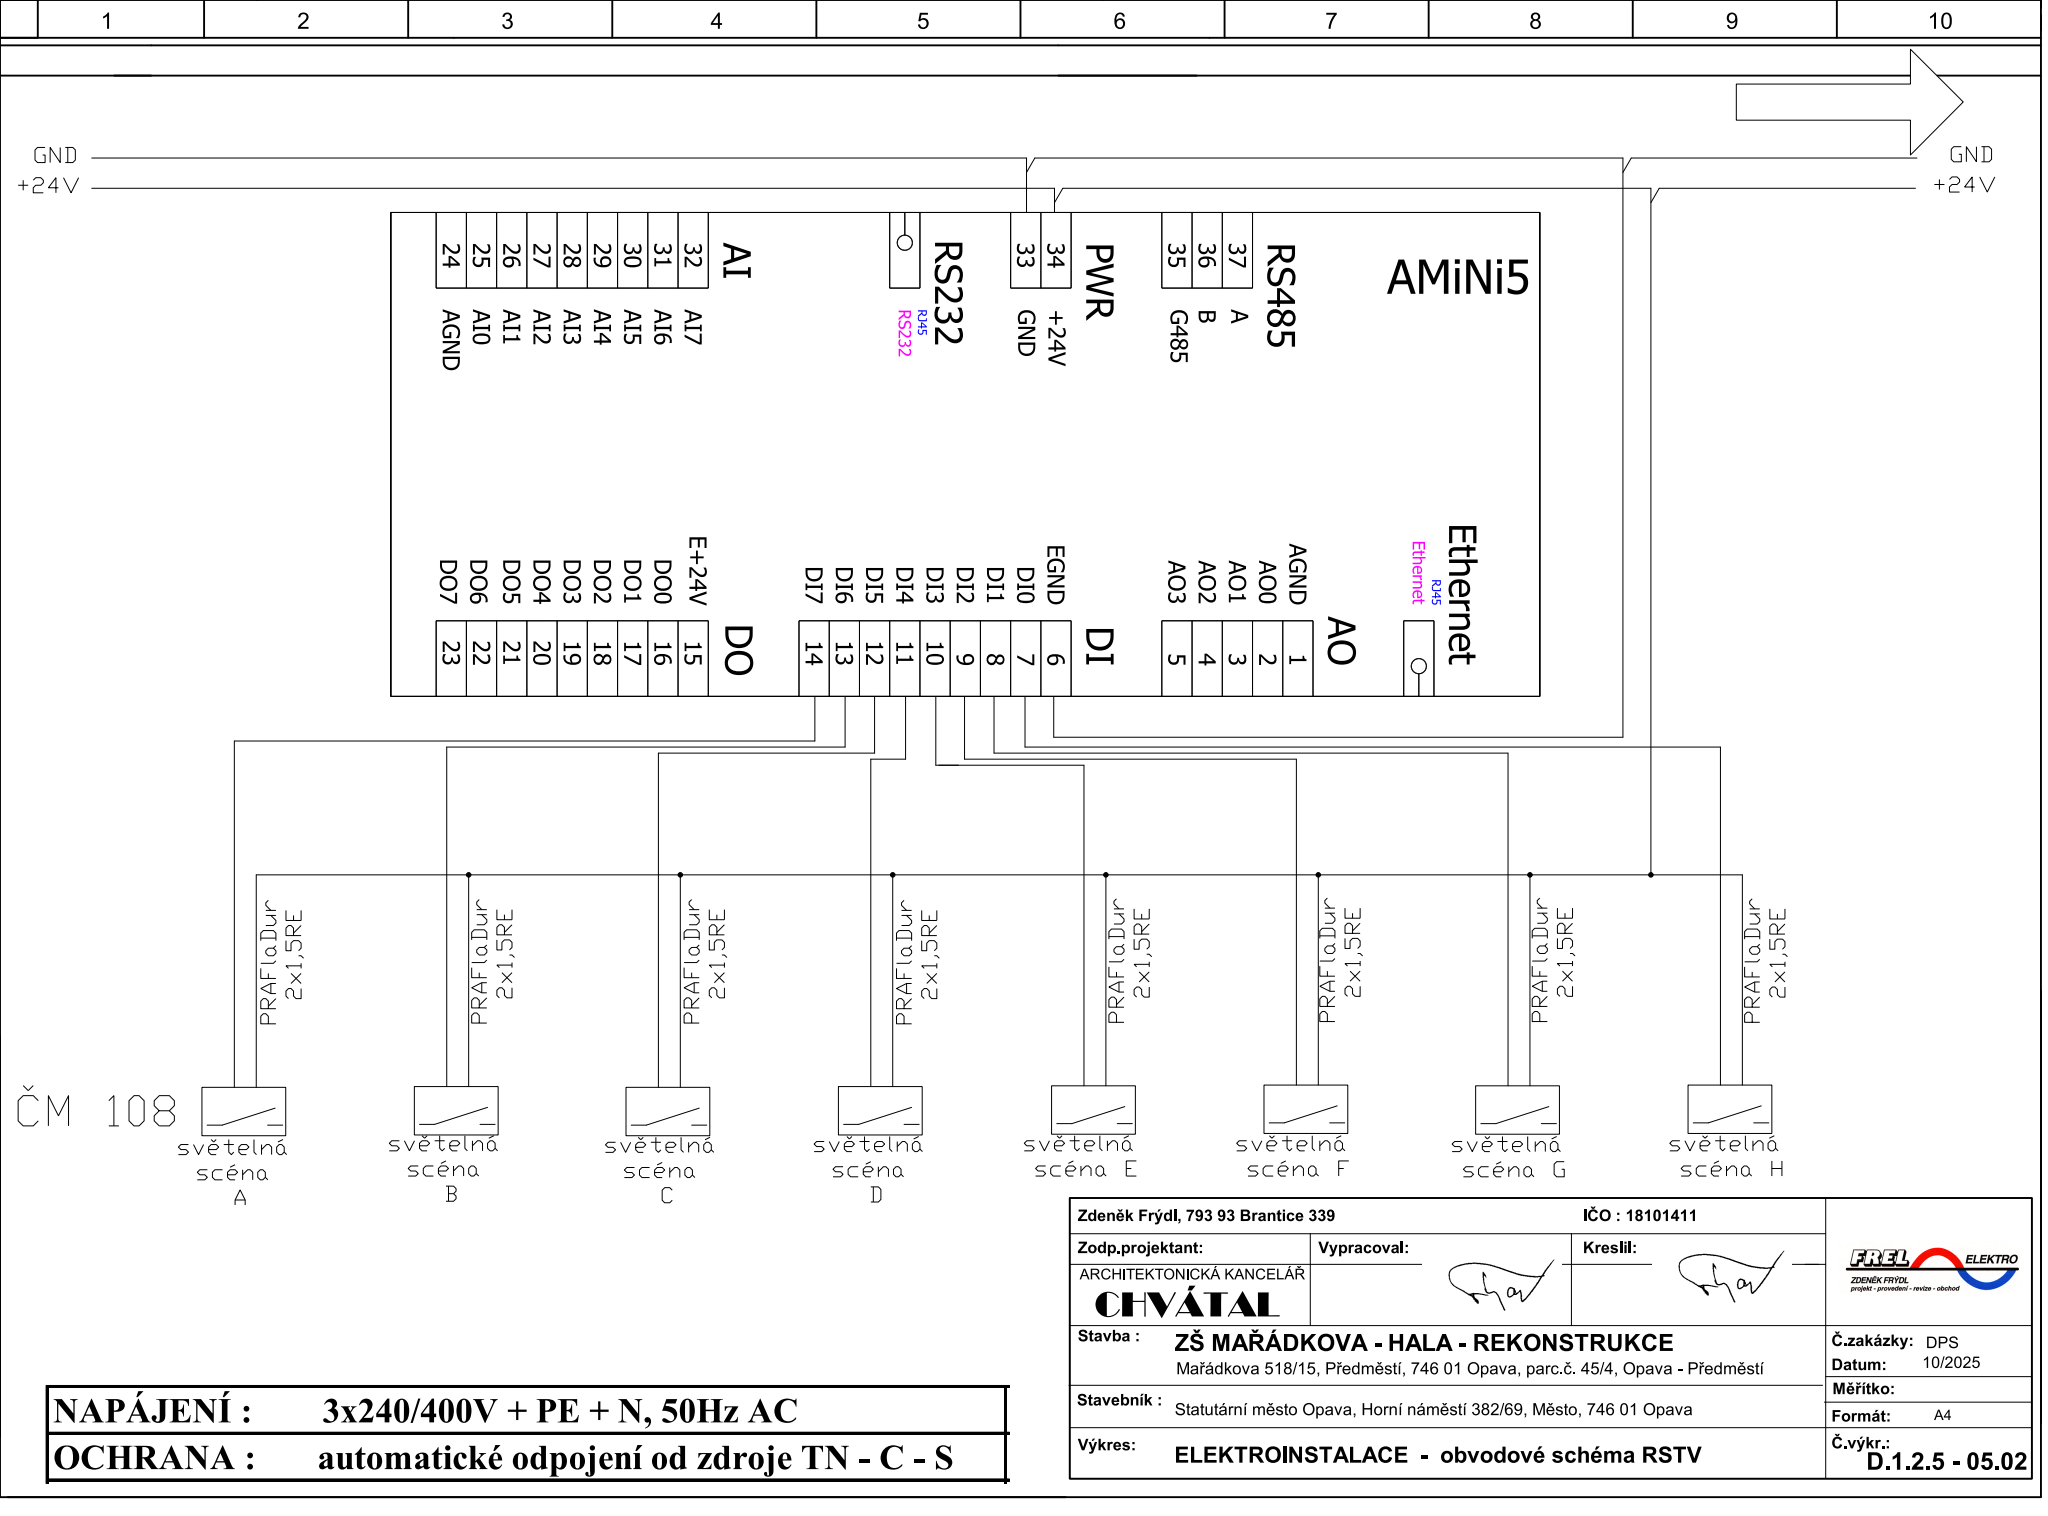 1 2 3 4 5 6 7 8 9 10
GND
+24V
GND
+24V
24 25 26 27 28 29 30 31 32 AI
AGND AI0 AI1 AI2 AI3 AI4 AI5 AI6 AI7
RS232
RJ45
RS232
33 34 PWR
GND +24V
35 36 37 RS485
G485 B A
AMiNi5
DO7 DO6 DO5 DO4 DO3 DO2 DO1 DO0 E+24V
23 22 21 20 19 18 17 16 15 DO
DI7 DI6 DI5 DI4 DI3 DI2 DI1 DI0 EGND
14 13 12 11 10 9 8 7 6 DI
AO3 AO2 AO1 AO0 AGND
5 4 3 2 1 AO
Ethernet
RJ45
Ethernet
PRAFlaDur
2x1,5RE
PRAFlaDur
2x1,5RE
PRAFlaDur
2x1,5RE
PRAFlaDur
2x1,5RE
PRAFlaDur
2x1,5RE
PRAFlaDur
2x1,5RE
PRAFlaDur
2x1,5RE
PRAFlaDur
2x1,5RE
ČM 108
světelná
scéna
A
světelná
scéna
B
světelná
scéna
C
světelná
scéna
D
světelná
scéna E
světelná
scéna F
světelná
scéna G
světelná
scéna H
Zdeněk Frýdl, 793 93 Brantice 339 IČO : 18101411
Zodp.projektant: Vypracoval: Kreslil:
ARCHITEKTONICKÁ KANCELÁŘ
CHVÁTAL
FREL ELEKTRO
ZDENĚK FRÝDL
projekt - provedení - revize - obchod
Stavba : ZŠ MAŘÁDKOVA - HALA - REKONSTRUKCE
Mařádkova 518/15, Předměstí, 746 01 Opava, parc.č. 45/4, Opava - Předměstí
Č.zakázky: DPS
Datum: 10/2025
Měřítko:
Stavebník : Statutární město Opava, Horní náměstí 382/69, Město, 746 01 Opava
Formát: A4
Výkres: ELEKTROINSTALACE - obvodové schéma RSTV
Č.výkr.:
D.1.2.5 - 05.02
NAPÁJENÍ : 3x240/400V + PE + N, 50Hz AC
OCHRANA : automatické odpojení od zdroje TN - C - S